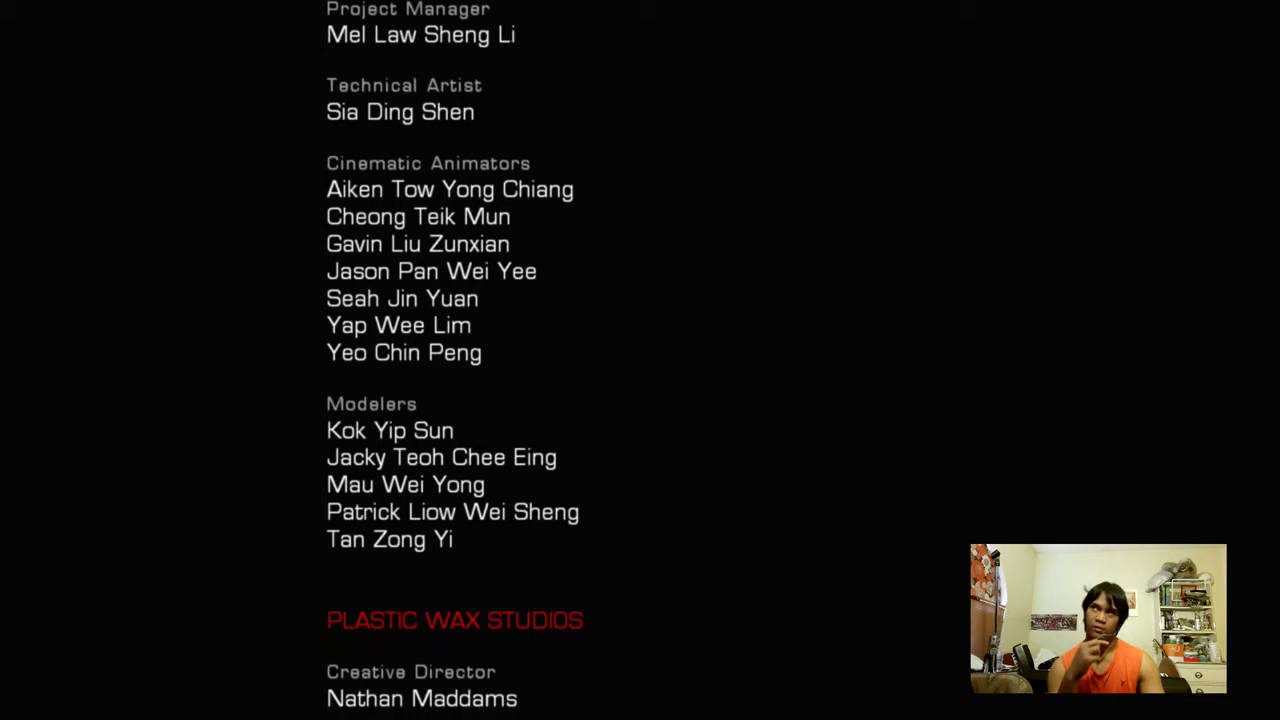 Project Manager
Mel Law Sheng Li
Technical Artist
Sia Ding Shen
Cinematic Animators
Aiken Tow Yong Chiang
Cheong Teik Mun
Gavin Liu Zunxian
Jason Pan Wei Yee
Seah Jin Yuan
Yap Wee Lim
Yeo Chin Peng
Modelers
Kok Yip Sun
Jacky Teoh Chee Eing
Mau Wei Yong
Patrick Liow Wei Sheng
Tan Zong Yi
PLASTIC WAX STUDIOS
Creative Director
Nathan Maddams